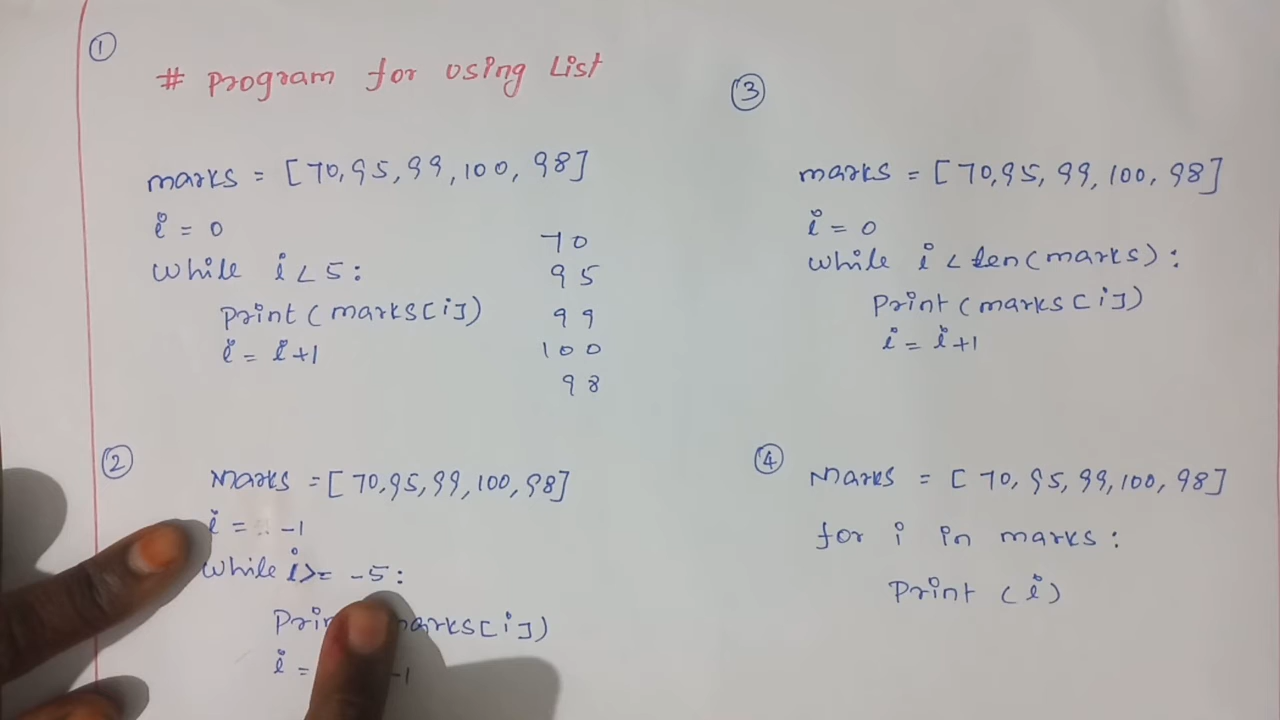 ①
# Program for using List
marks = [70,95,99,100,98]
i = 0
while i<5:
print(marks[i])
i = i+1
70
95
99
100
98
②
Marks = [70,95,99,100,98]
i = -1
while i>= -5:
marks[i])
i = -1
③
marks = [70,95,99,100,98]
i = 0
while i<len(marks):
Print(marks[i])
i = i+1
④
Marks = [70,95,99,100,98]
for i in marks:
Print (i)